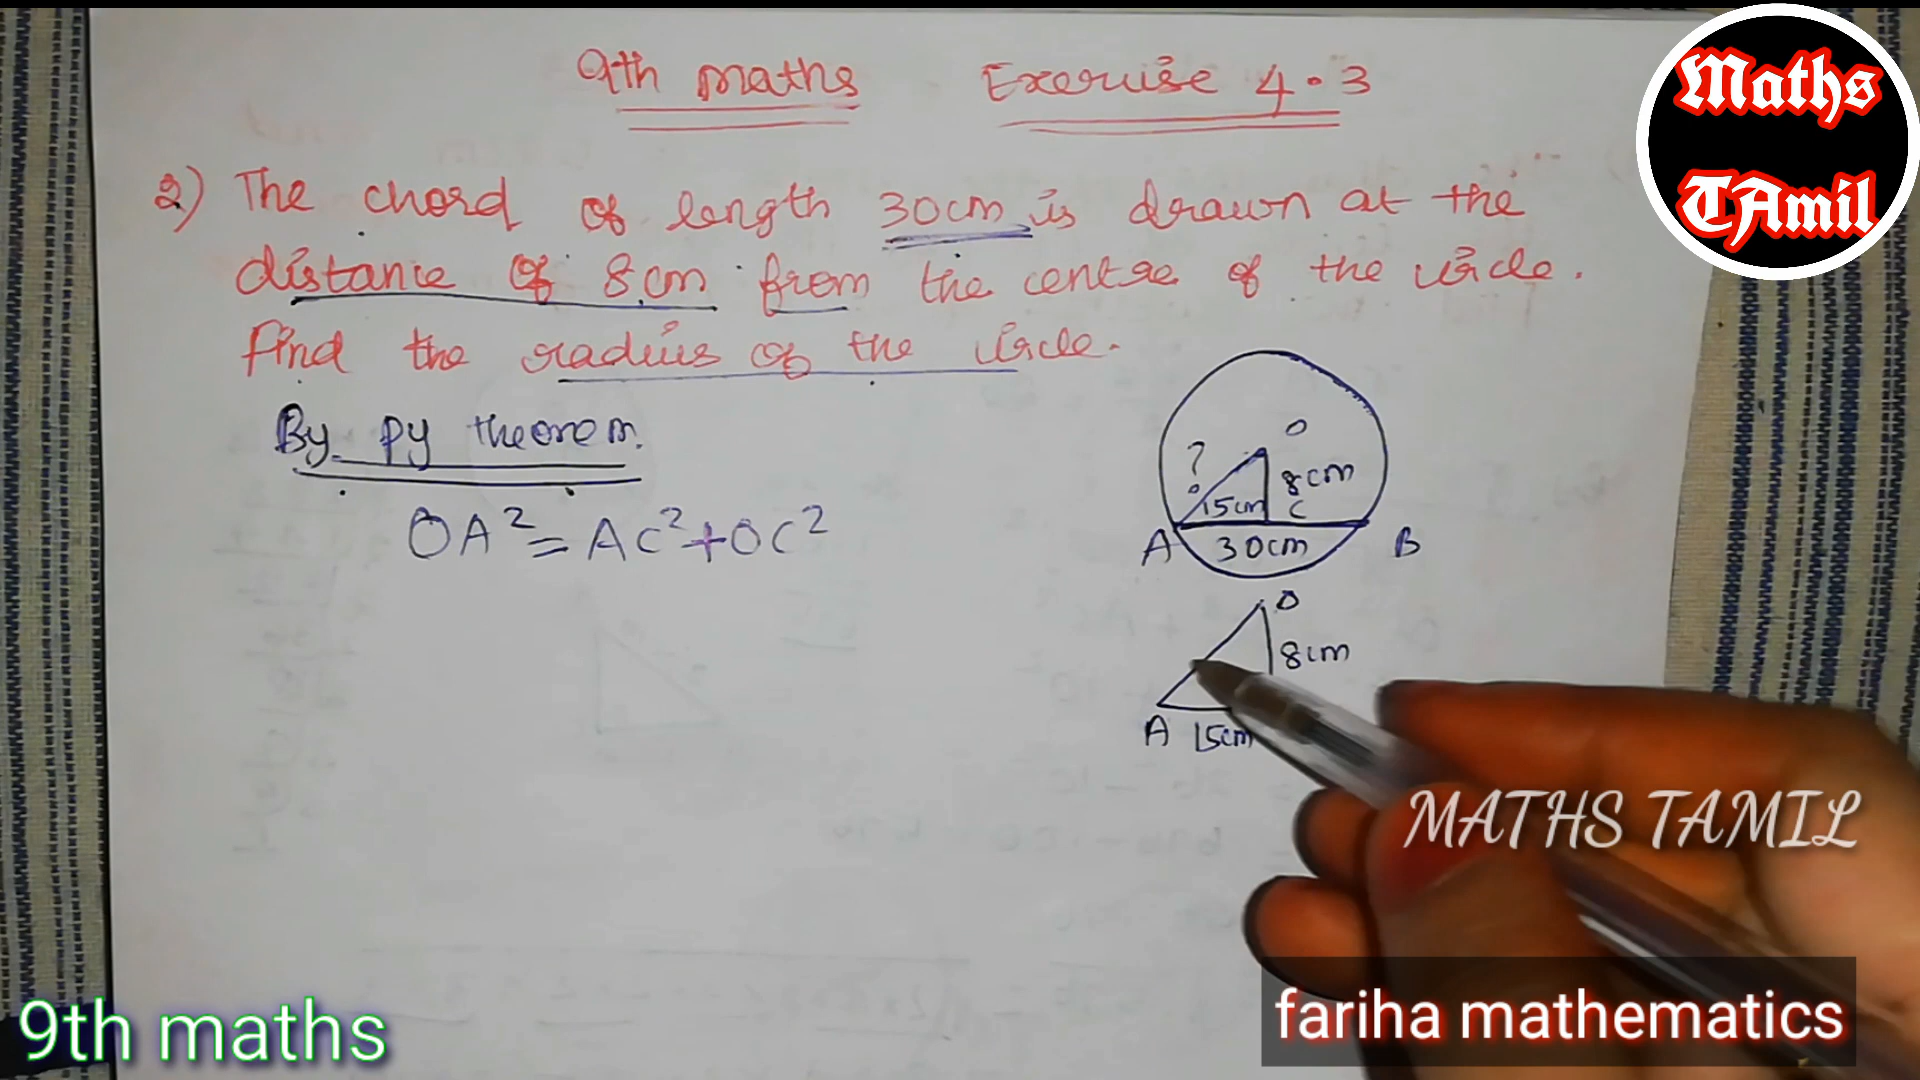 9th maths Exercise 4.3
2) The chord of length 30cm is drawn at the
distance of 8cm from the centre of the circle.
Find the radius of the circle.
By py theorem.
OA² = AC² + OC²
O
?
8cm
15cm
C
A
30cm
B
O
8cm
A
15cm
Maths
TAmil
MATHS TAMIL
fariha mathematics
9th maths